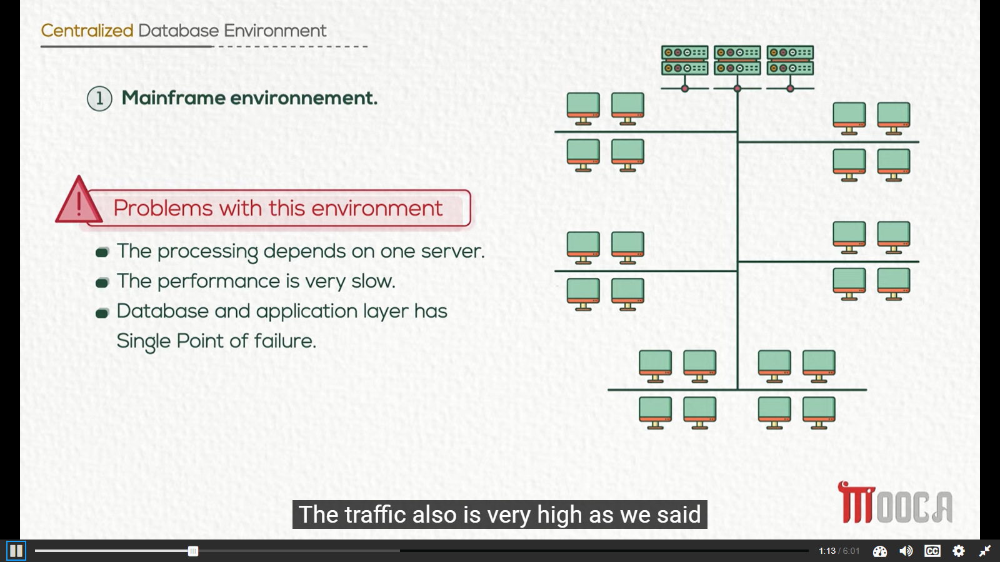 Centralized Database Environment
1 Mainframe environnement.
! Problems with this environment
The processing depends on one server.
The performance is very slow.
Database and application layer has
Single Point of failure.
MOOCA
The traffic also is very high as we said
1:13 / 6:01 CC